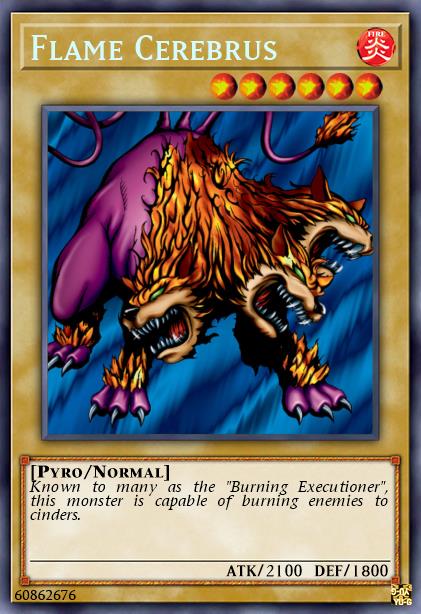 Flame Cerebrus
FIRE
炎
[Pyro/Normal]
Known to many as the "Burning Executioner",
this monster is capable of burning enemies to
cinders.
ATK/2100 DEF/1800
60862676